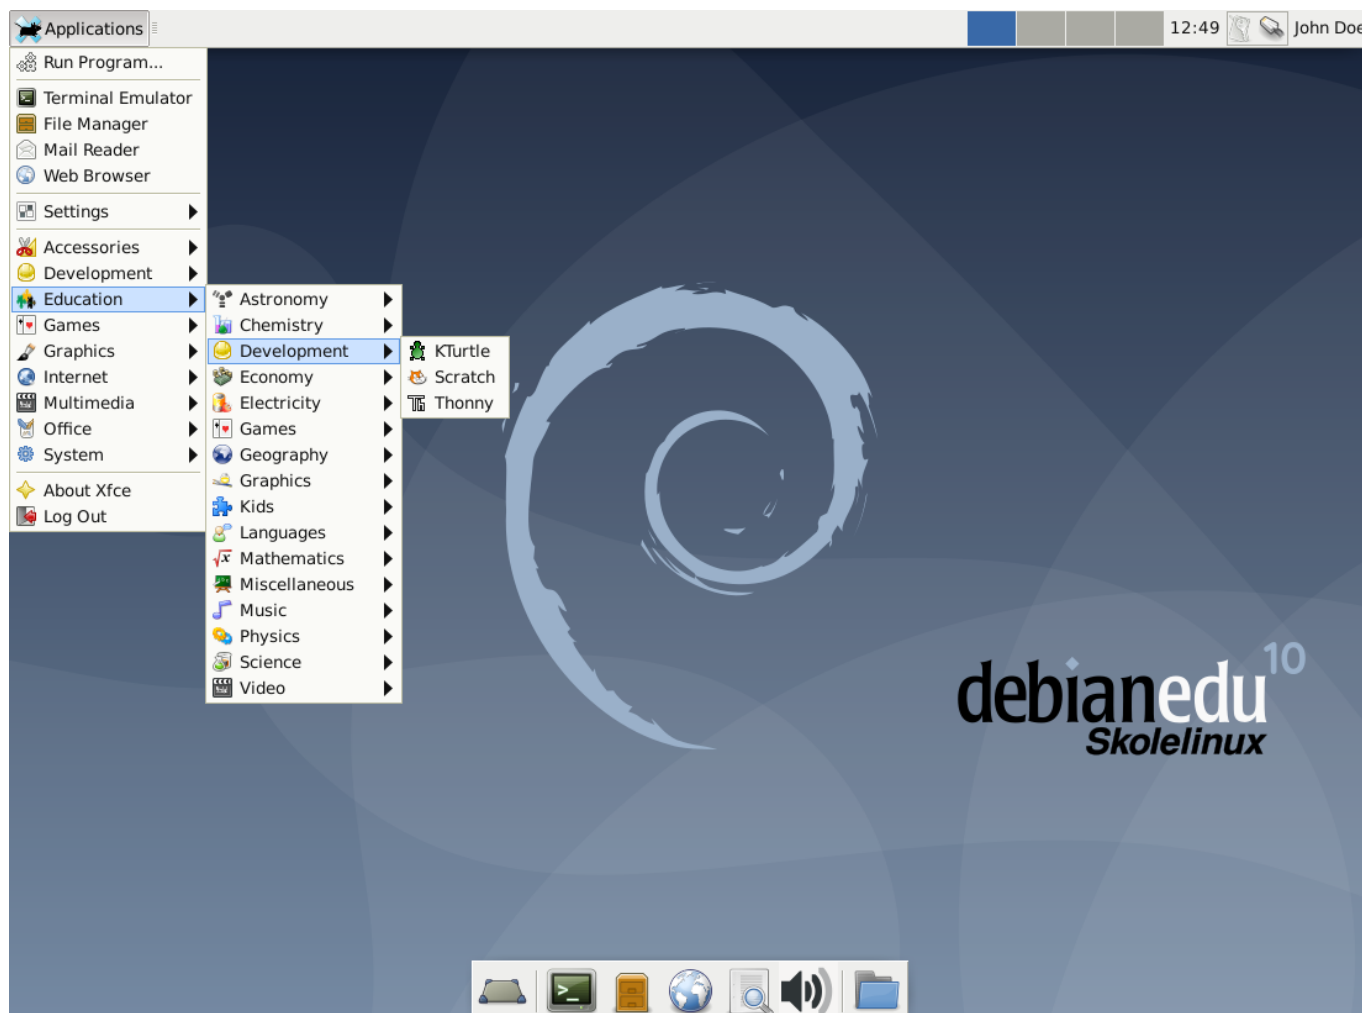 Applications
12:49
John Doe
Run Program...
Terminal Emulator
File Manager
Mail Reader
Web Browser
Settings
Accessories
Development
Education
Games
Graphics
Internet
Multimedia
Office
System
About Xfce
Log Out
Astronomy
Chemistry
Development
Economy
Electricity
Games
Geography
Graphics
Kids
Languages
Mathematics
Miscellaneous
Music
Physics
Science
Video
KTurtle
Scratch
Thonny
debianedu 10
Skolelinux